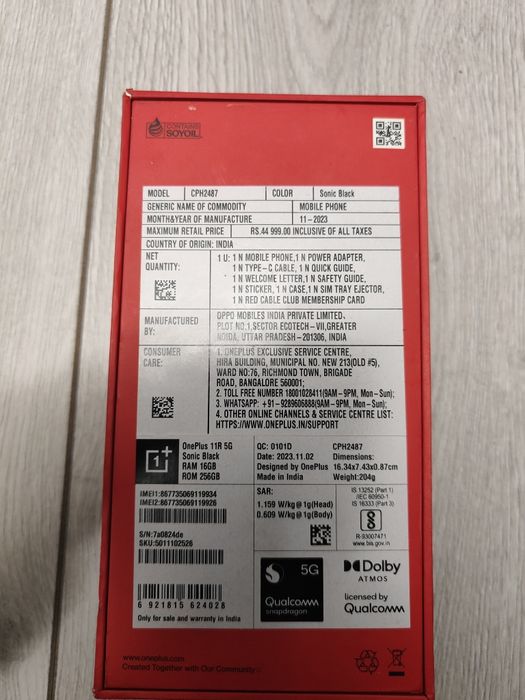 CONTAINS
SOYOIL
MODEL CPH2487 COLOR Sonic Black
GENERIC NAME OF COMMODITY MOBILE PHONE
MONTH&YEAR OF MANUFACTURE 11-2023
MAXIMUM RETAIL PRICE RS.44 999.00 INCLUSIVE OF ALL TAXES
COUNTRY OF ORIGIN: INDIA
NET QUANTITY: 1 U: 1 N MOBILE PHONE,1 N POWER ADAPTER,
1 N TYPE-C CABLE, 1 N QUICK GUIDE,
1 N WELCOME LETTER,1 N SAFETY GUIDE,
1 N STICKER, 1 N CASE,1 N SIM TRAY EJECTOR,
1 N RED CABLE CLUB MEMBERSHIP CARD
MANUFACTURED BY: OPPO MOBILES INDIA PRIVATE LIMITED,
PLOT NO,1,SECTOR ECOTECH-VII,GREATER
NOIDA, UTTAR PRADESH-201306, INDIA
CONSUMER CARE: 1. ONEPLUS EXCLUSIVE SERVICE CENTRE,
HIRA BUILDING, MUNICIPAL NO. NEW 213(OLD #5),
WARD NO:76, RICHMOND TOWN, BRIGADE
ROAD, BANGALORE 560001;
2. TOLL FREE NUMBER 18001028411(9AM-9PM, Mon-Sun);
3. WHATSAPP: +91-9289606888(9AM-9PM, Mon-Sun);
4. OTHER ONLINE CHANNELS & SERVICE CENTRE LIST:
HTTPS://WWW.ONEPLUS.IN/SUPPORT
OnePlus 11R 5G
Sonic Black
RAM 16GB
ROM 256GB
QC: 0101D CPH2487
Date: 2023.11.02 Dimensions:
Designed by OnePlus 16.34x7.43x0.87cm
Made in India Weight:204g
IMEI1:867735069119934
IMEI2:867735069119926
S/N:7a0824de
SKU:5011102526
SAR:
1.159 W/kg@1g(Head)
0.609 W/kg@1g(Body)
IS 13252 (Part 1)
/IEC 60950-1
IS 16333 (Part 3)
R-93007471
www.bis.gov.in
6 921815 624028
Only for sale and warranty in India
5G
Qualcomm
snapdragon
Dolby
ATMOS
licensed by
Qualcomm
www.oneplus.com
Created Together with Our Community